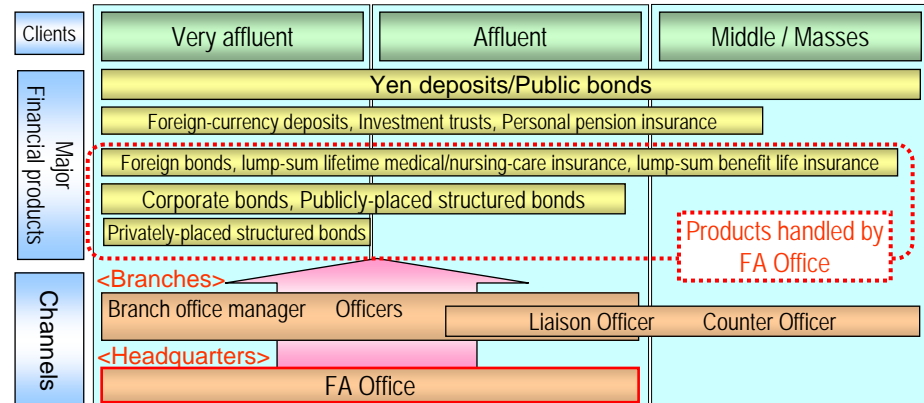 Clients
Very affluent
Affluent
Middle / Masses
Major
Financial products
Yen deposits/Public bonds
Foreign-currency deposits, Investment trusts, Personal pension insurance
Foreign bonds, lump-sum lifetime medical/nursing-care insurance, lump-sum benefit life insurance
Corporate bonds, Publicly-placed structured bonds
Privately-placed structured bonds
Products handled by
FA Office
Channels
<Branches>
Branch office manager Officers
Liaison Officer Counter Officer
<Headquarters>
FA Office